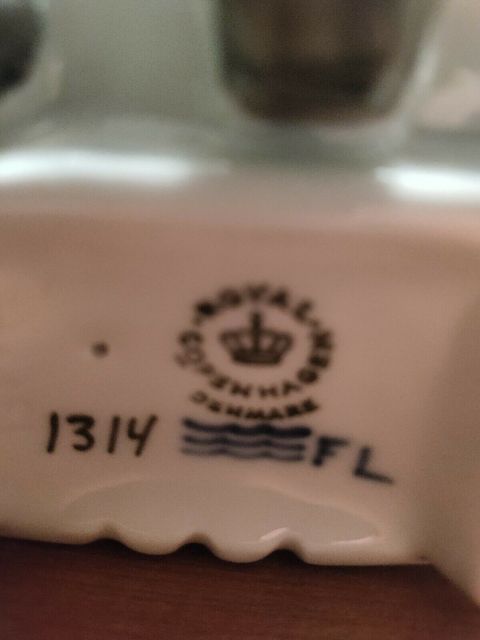 ROYAL
COPENHAGEN
DENMARK
1314 FL